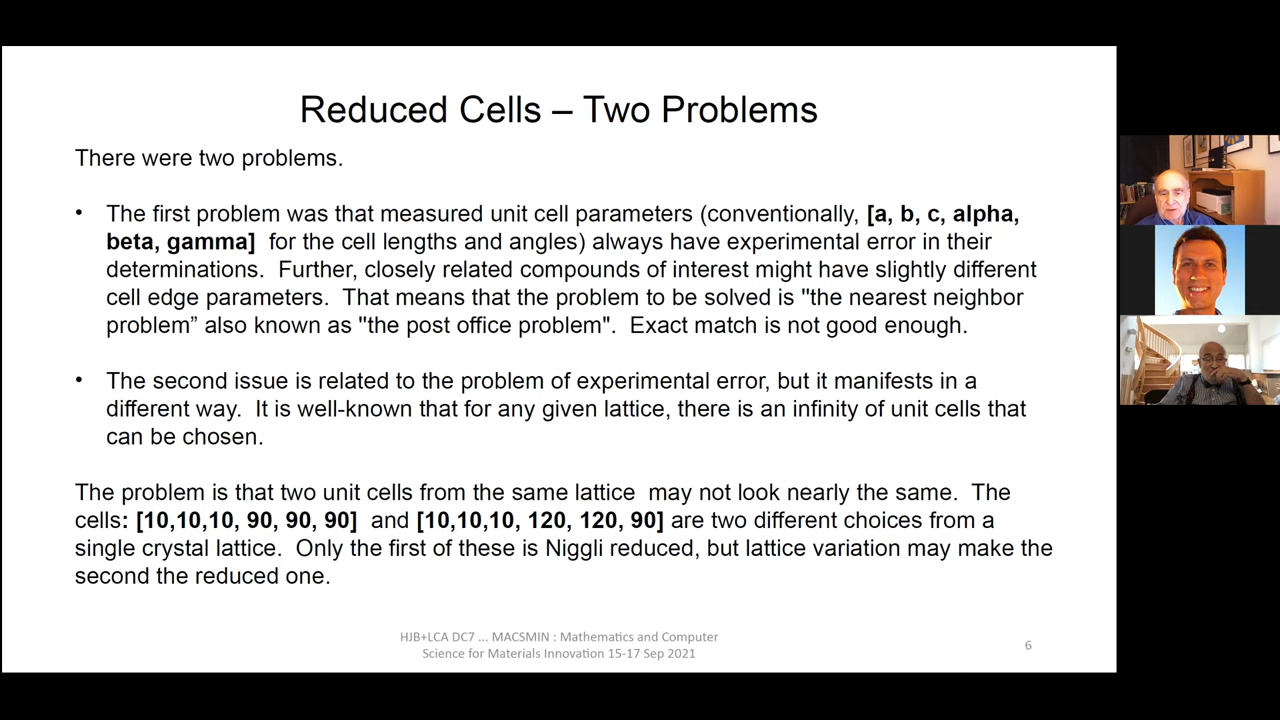 Reduced Cells – Two Problems
There were two problems.
• The first problem was that measured unit cell parameters (conventionally, [a, b, c, alpha,
beta, gamma]  for the cell lengths and angles) always have experimental error in their
determinations.  Further, closely related compounds of interest might have slightly different
cell edge parameters.  That means that the problem to be solved is "the nearest neighbor
problem” also known as "the post office problem".  Exact match is not good enough.
• The second issue is related to the problem of experimental error, but it manifests in a
different way.  It is well-known that for any given lattice, there is an infinity of unit cells that
can be chosen.
The problem is that two unit cells from the same lattice  may not look nearly the same.  The
cells: [10,10,10, 90, 90, 90]  and [10,10,10, 120, 120, 90] are two different choices from a
single crystal lattice.  Only the first of these is Niggli reduced, but lattice variation may make the
second the reduced one.
HJB+LCA DC7 ... MACSMIN : Mathematics and Computer
Science for Materials Innovation 15-17 Sep 2021
6